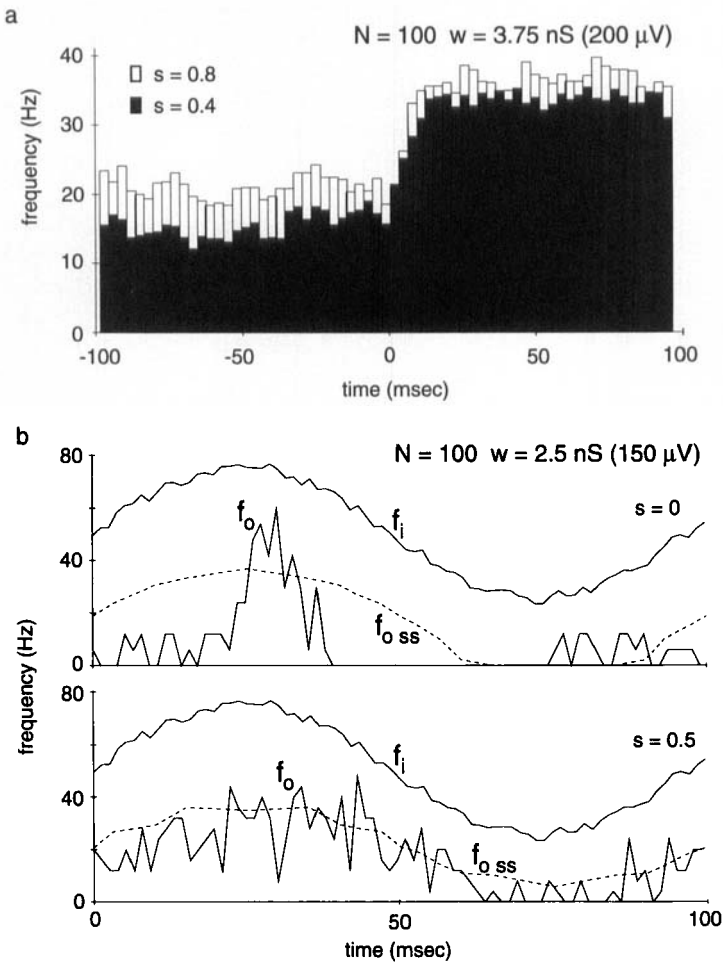 a
N = 100 w = 3.75 nS (200 μV)
s = 0.8
s = 0.4
frequency (Hz)
40
30
20
10
0
-100
-50
0
50
100
time (msec)
b
N = 100 w = 2.5 nS (150 μV)
s = 0
80
40
0
fo
fi
fo ss
frequency (Hz)
s = 0.5
80
40
0
fo
fi
fo ss
0
50
100
time (msec)